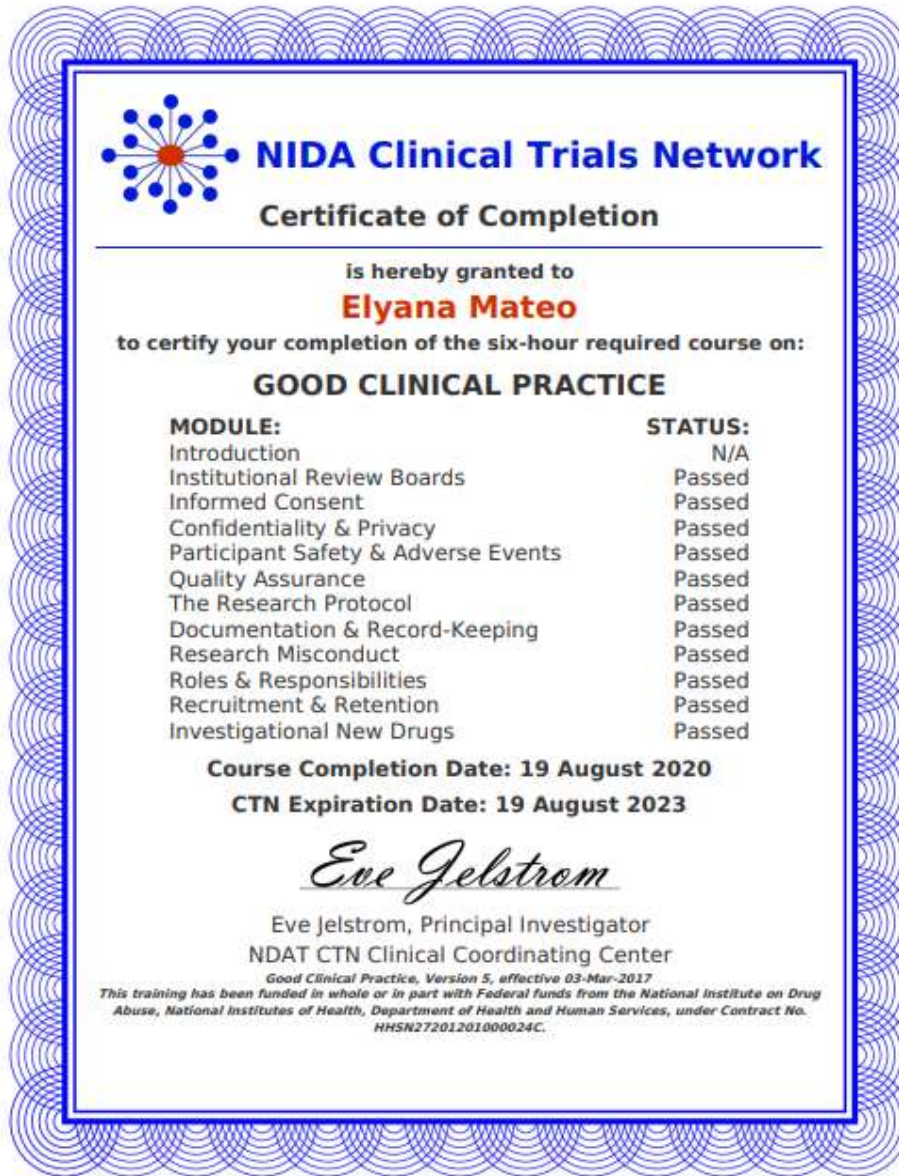 NIDA Clinical Trials Network
Certificate of Completion
is hereby granted to
Elyana Mateo
to certify your completion of the six-hour required course on:
GOOD CLINICAL PRACTICE
MODULE: STATUS:
Introduction N/A
Institutional Review Boards Passed
Informed Consent Passed
Confidentiality & Privacy Passed
Participant Safety & Adverse Events Passed
Quality Assurance Passed
The Research Protocol Passed
Documentation & Record-Keeping Passed
Research Misconduct Passed
Roles & Responsibilities Passed
Recruitment & Retention Passed
Investigational New Drugs Passed
Course Completion Date: 19 August 2020
CTN Expiration Date: 19 August 2023
Eve Jelstrom
Eve Jelstrom, Principal Investigator
NDAT CTN Clinical Coordinating Center
Good Clinical Practice, Version 5, effective 03-Mar-2017
This training has been funded in whole or in part with Federal funds from the National Institute on Drug
Abuse, National Institutes of Health, Department of Health and Human Services, under Contract No.
HHSN27201201000024C.